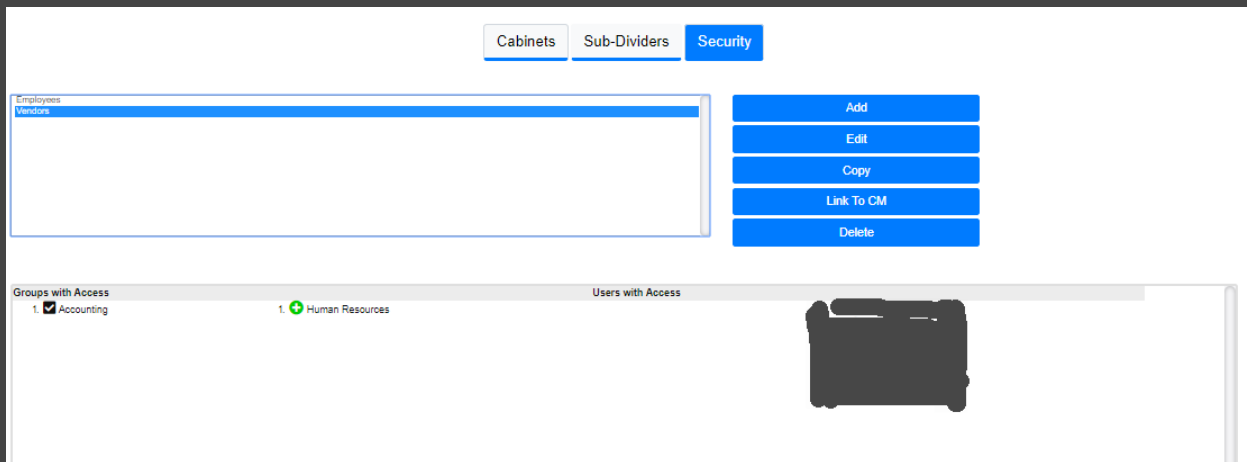 Cabinets Sub-Dividers Security
Employees
Vendors
Add
Edit
Copy
Link To CM
Delete
Groups with Access Users with Access
1. Accounting 1. Human Resources